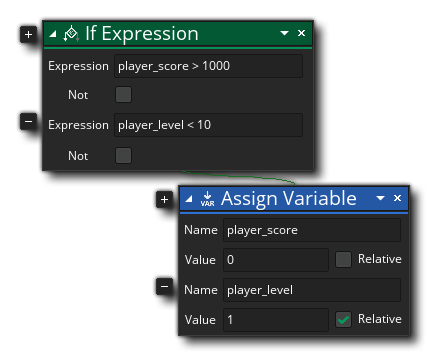 If Expression
Expression player_score > 1000
Not
Expression player_level < 10
Not
VAR Assign Variable
Name player_score
Value 0 Relative
Name player_level
Value 1 Relative